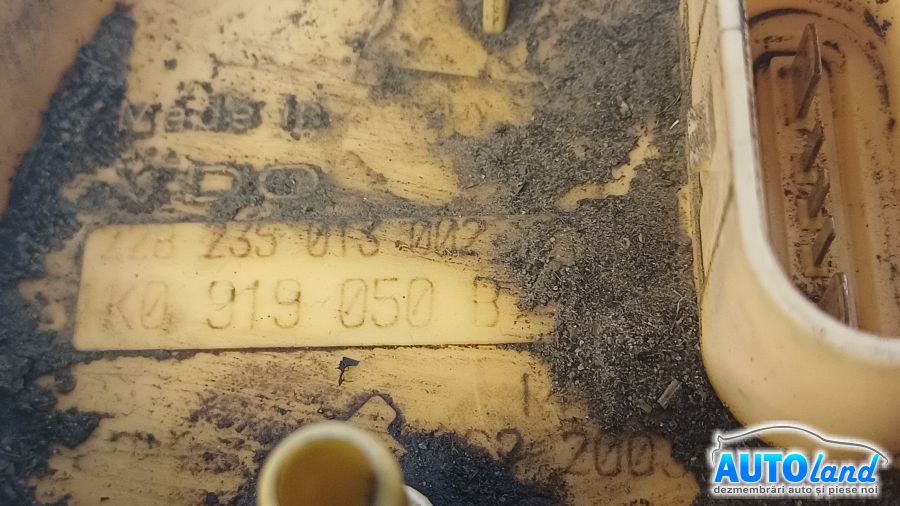 Made in
VDO
228 235 013 002
K0 919 050 B
2003
AUTOland
dezmembrări auto și piese noi